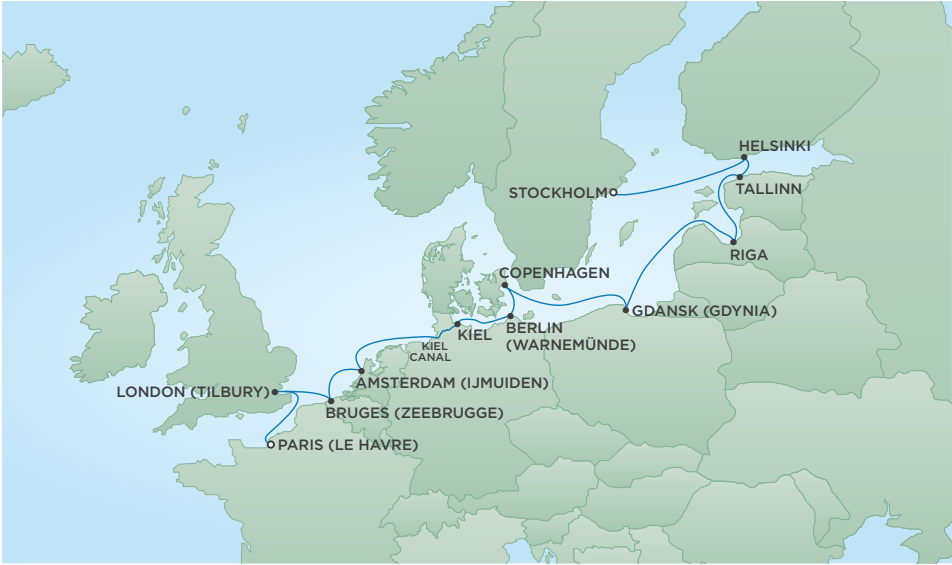 HELSINKI
STOCKHOLM
TALLINN
RIGA
COPENHAGEN
GDANSK (GDYNIA)
BERLIN
(WARNEMÜNDE)
KIEL
KIEL
CANAL
AMSTERDAM (IJMUIDEN)
LONDON (TILBURY)
BRUGES (ZEEBRUGGE)
PARIS (LE HAVRE)